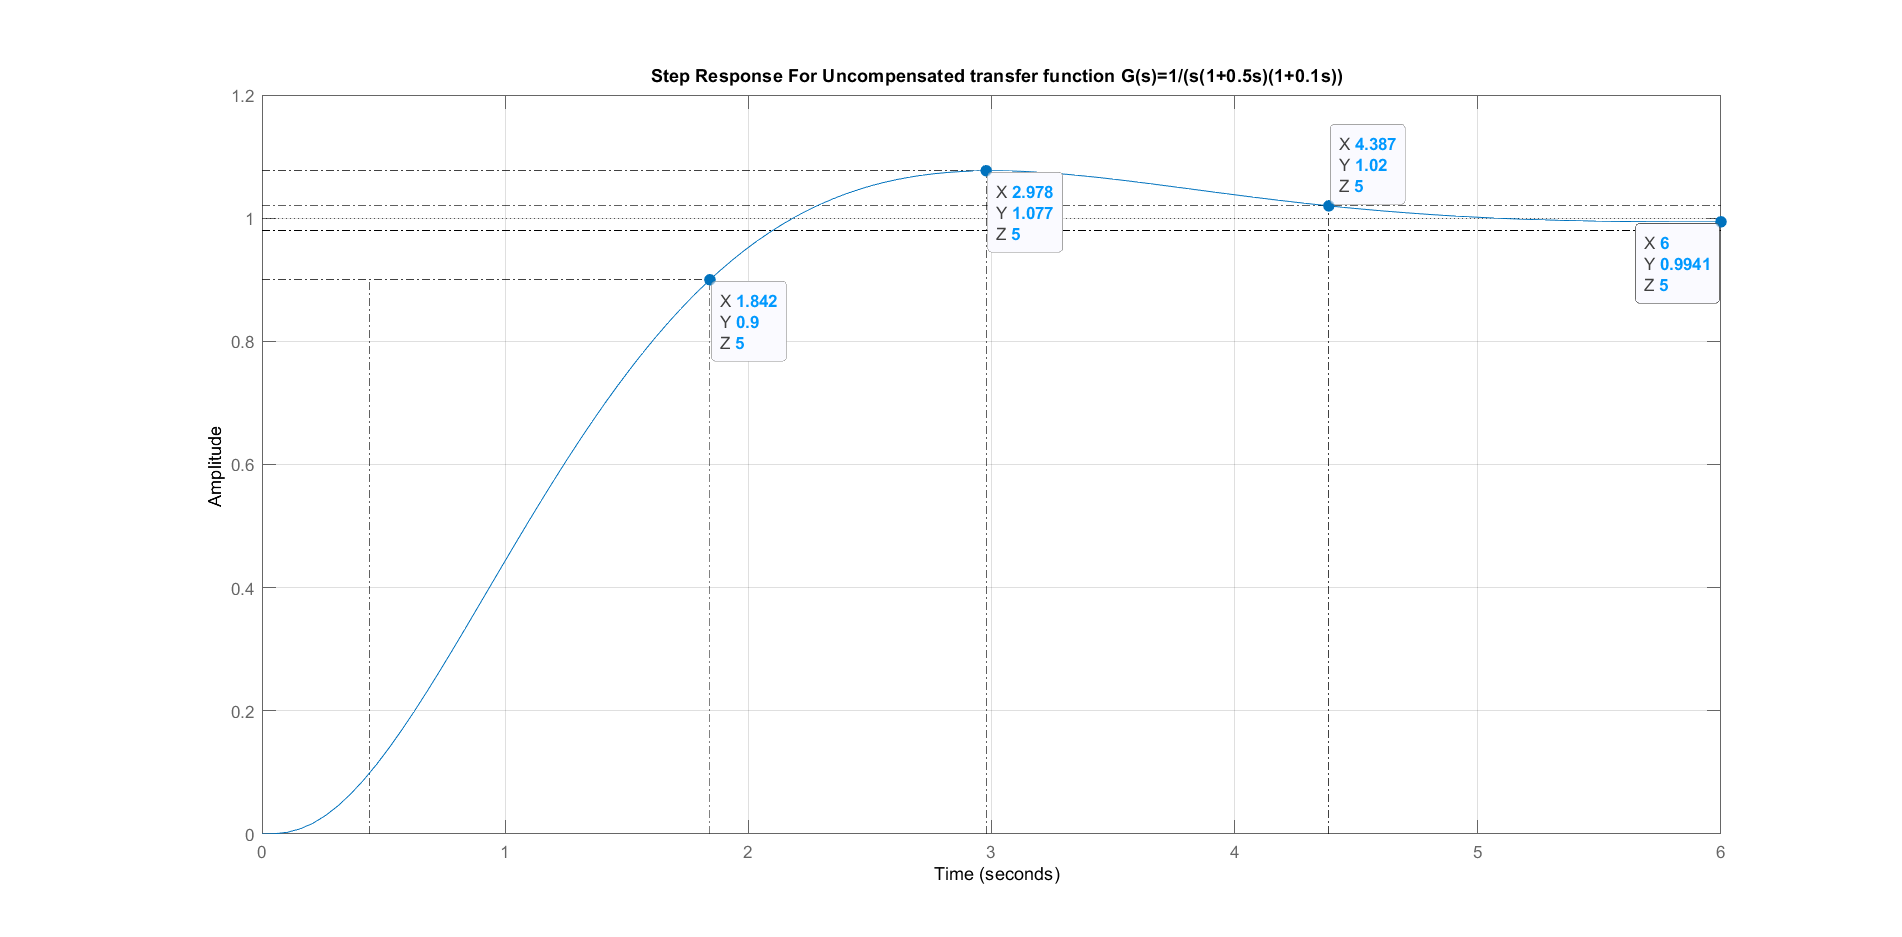 Step Response For Uncompensated transfer function G(s)=1/(s(1+0.5s)(1+0.1s))
1.2
1
0.8
0.6
0.4
0.2
0
Amplitude
X 1.842
Y 0.9
Z 5
X 2.978
Y 1.077
Z 5
X 4.387
Y 1.02
Z 5
X 6
Y 0.9941
Z 5
0 1 2 3 4 5 6
Time (seconds)